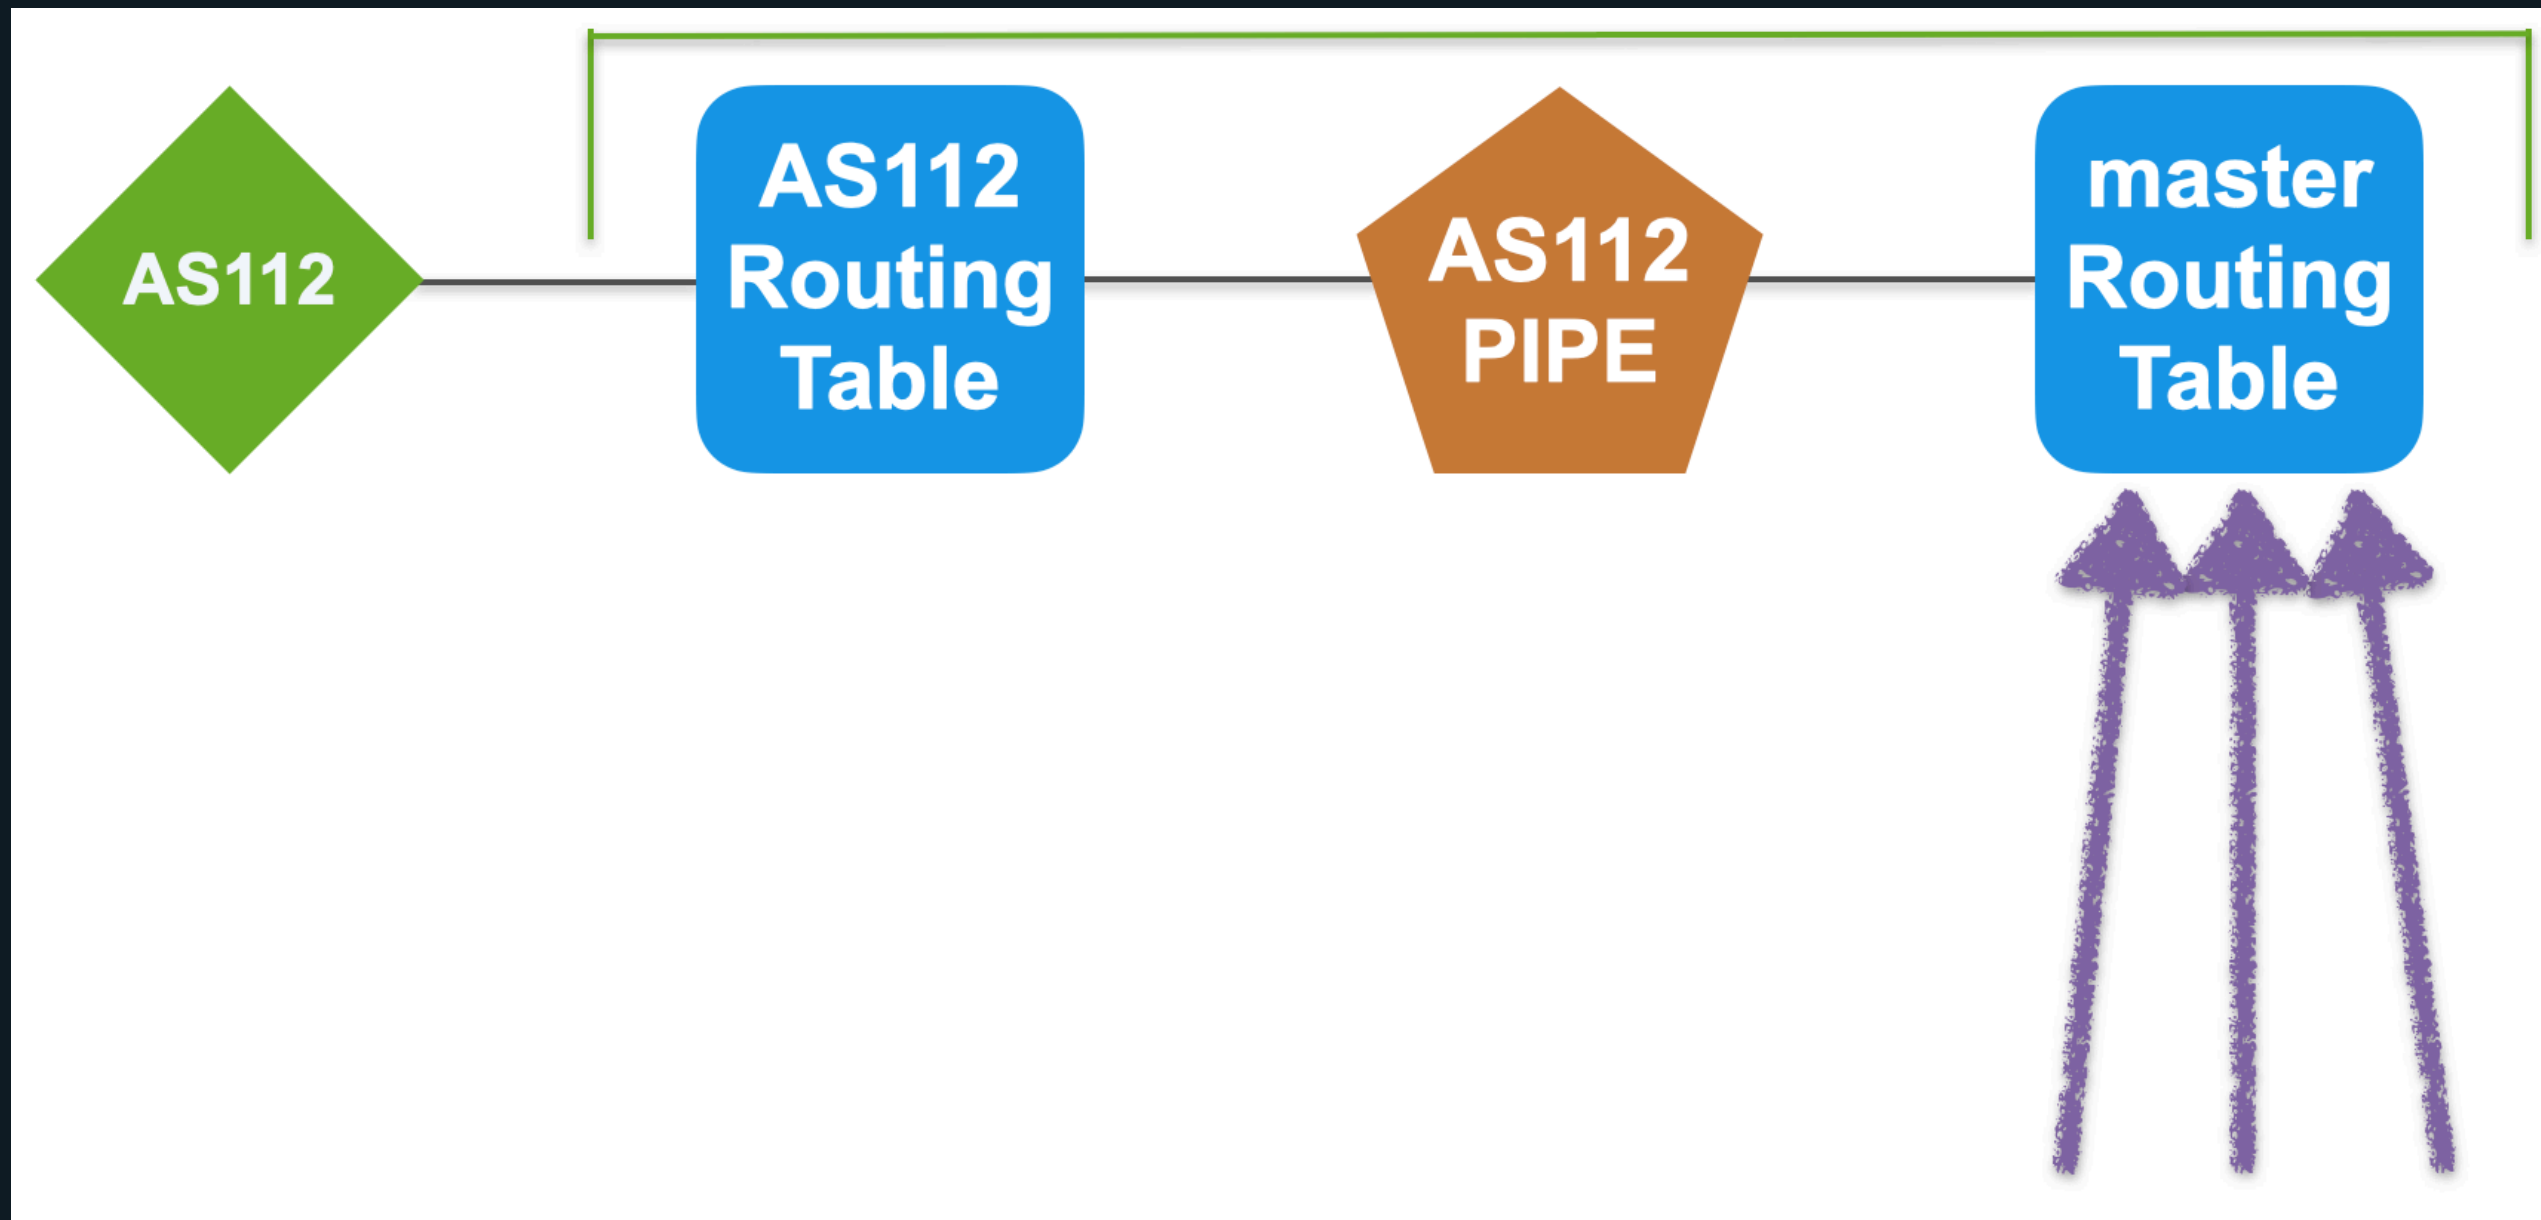 AS112
AS112
Routing
Table
AS112
PIPE
master
Routing
Table